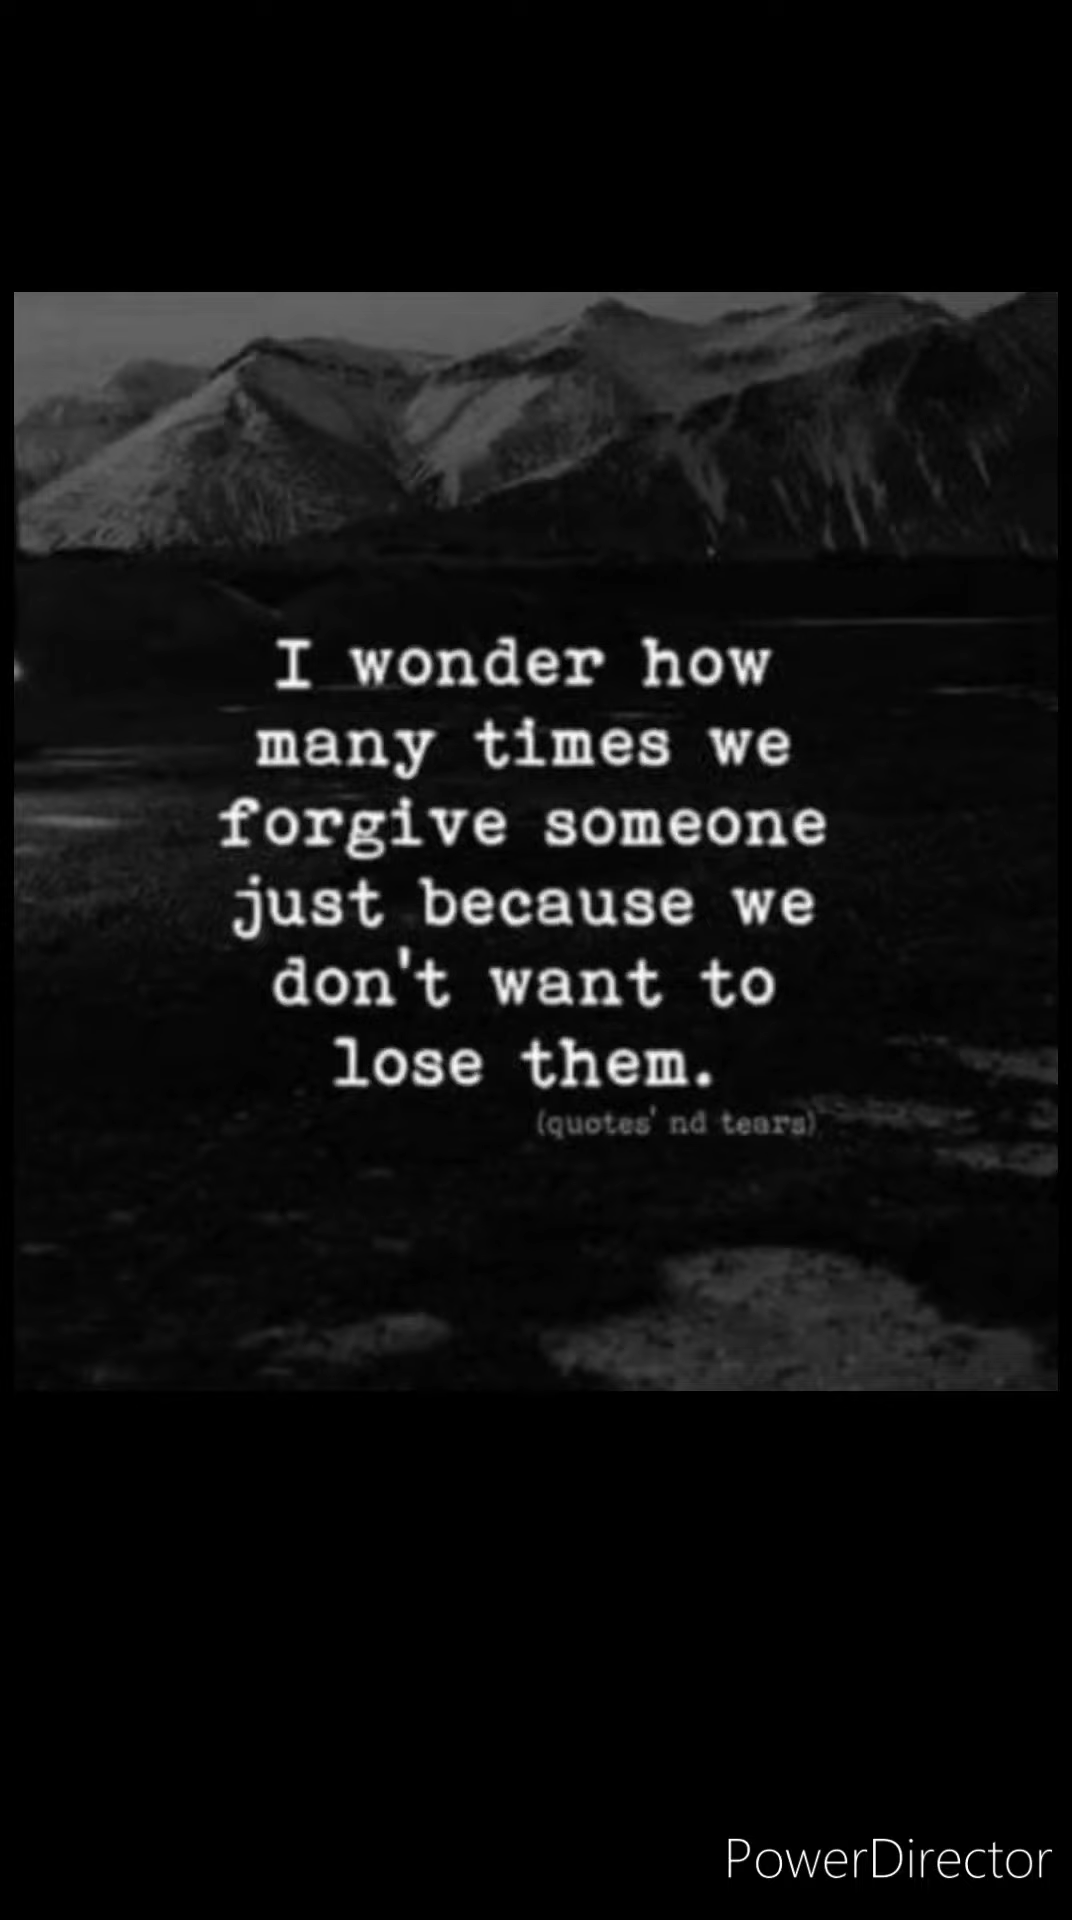 I wonder how
many times we
forgive someone
just because we
don't want to
lose them.
(quotes' nd tears)
PowerDirector